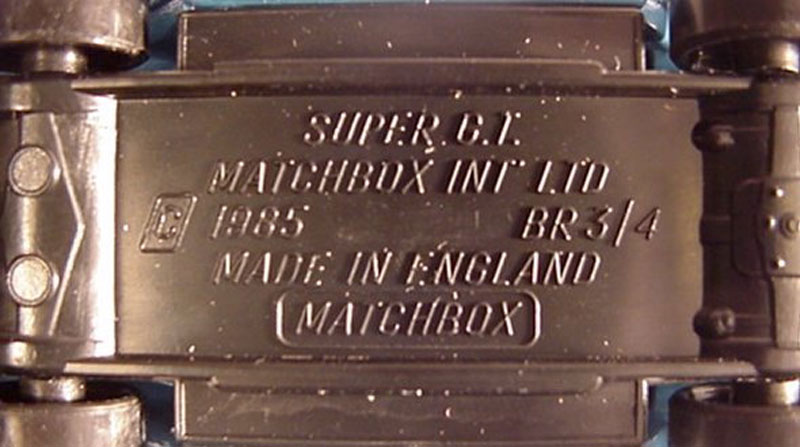 SUPER G.T.
MATCHBOX INT' LTD
© 1985 BR 3/4
MADE IN ENGLAND
MATCHBOX